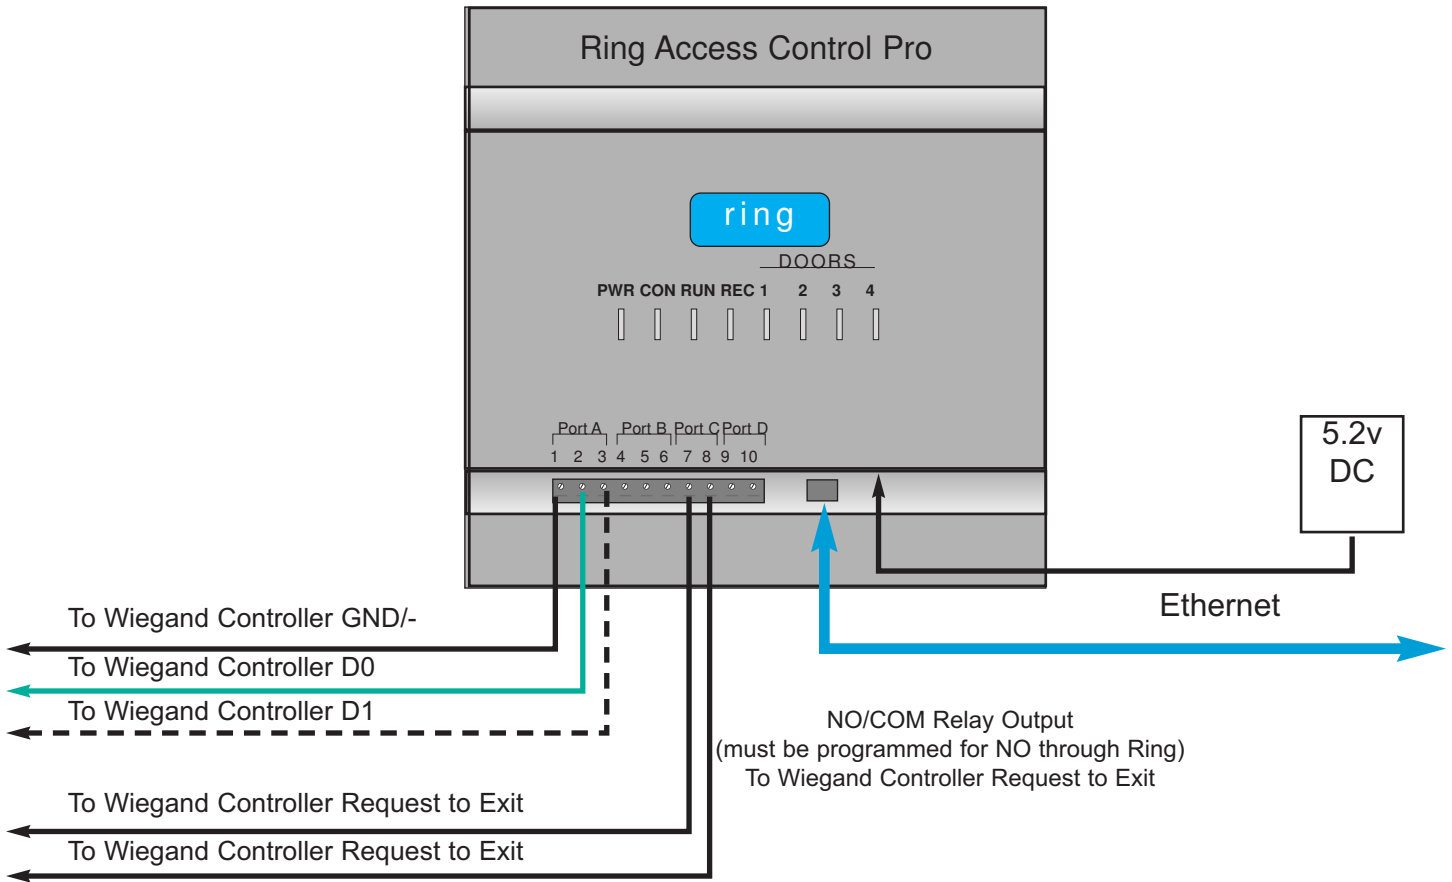 Ring Access Control Pro
ring
DOORS
PWR CON RUN REC 1 2 3 4
Port A Port B Port C Port D
1 2 3 4 5 6 7 8 9 10
5.2v
DC
Ethernet
To Wiegand Controller GND/-
To Wiegand Controller D0
To Wiegand Controller D1
NO/COM Relay Output
(must be programmed for NO through Ring)
To Wiegand Controller Request to Exit
To Wiegand Controller Request to Exit
To Wiegand Controller Request to Exit